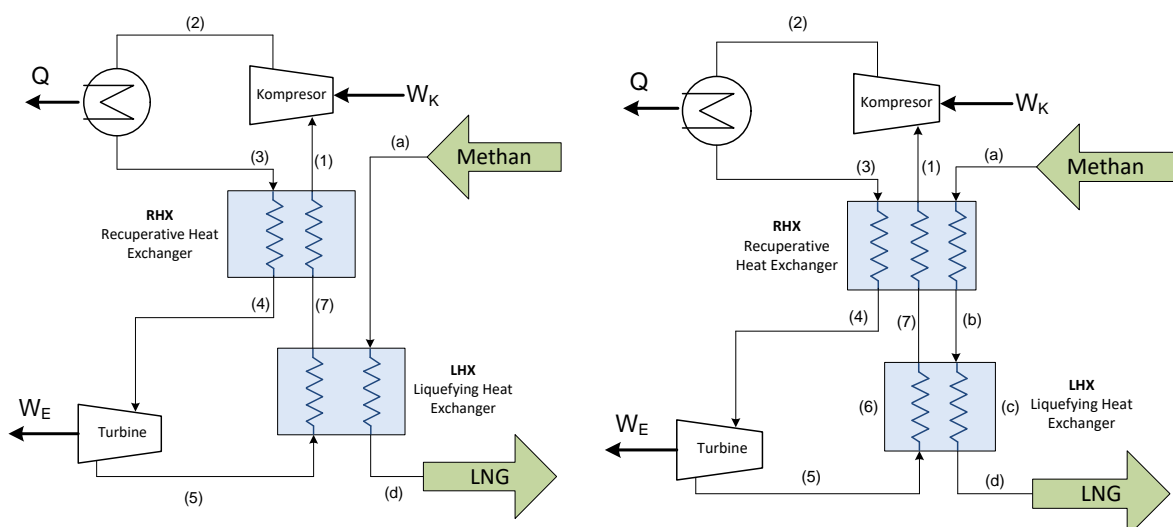 (2)
Q
Kompresor
W_K
(3)
(1)
(a)
Methan
RHX
Recuperative Heat
Exchanger
(4)
(7)
LHX
Liquefying Heat
Exchanger
W_E
Turbine
(5)
(d)
LNG
(2)
Q
Kompresor
W_K
(3)
(1)
(a)
Methan
RHX
Recuperative
Heat Exchanger
(4)
(7)
(b)
(6)
(c)
LHX
Liquefying Heat
Exchanger
W_E
Turbine
(5)
(d)
LNG